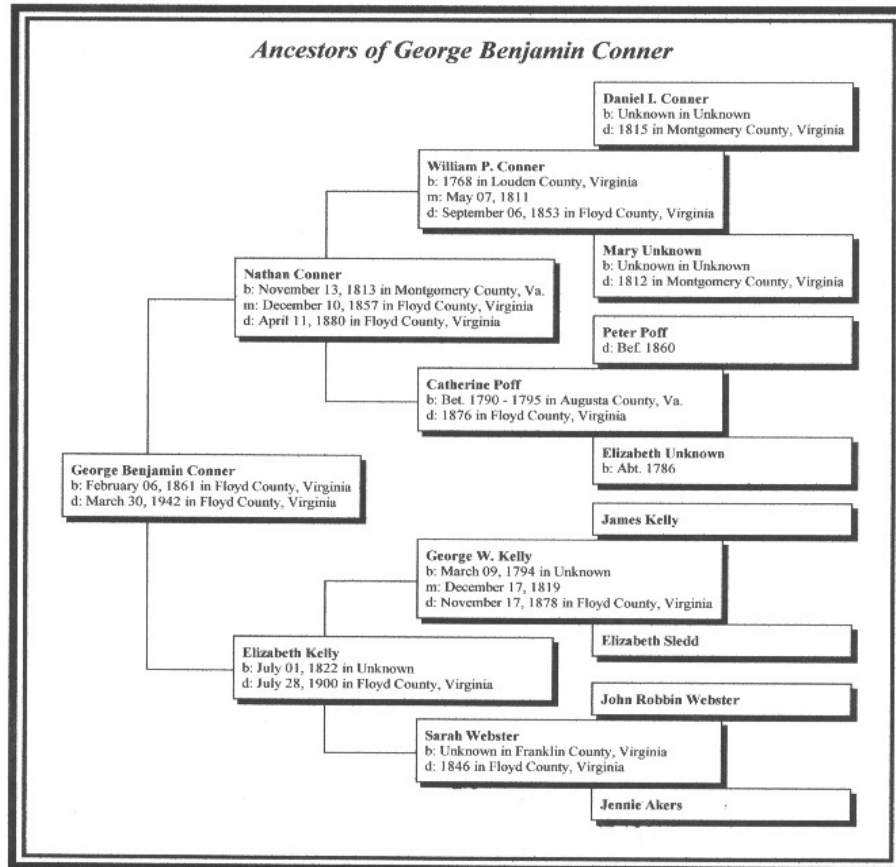 Ancestors of George Benjamin Conner
Daniel I. Conner
b: Unknown in Unknown
d: 1815 in Montgomery County, Virginia
William P. Conner
b: 1768 in Louden County, Virginia
m: May 07, 1811
d: September 06, 1853 in Floyd County, Virginia
Mary Unknown
b: Unknown in Unknown
d: 1812 in Montgomery County, Virginia
Nathan Conner
b: November 13, 1813 in Montgomery County, Va.
m: December 10, 1857 in Floyd County, Virginia
d: April 11, 1880 in Floyd County, Virginia
Peter Poff
d: Bef. 1860
Catherine Poff
b: Bet. 1790 - 1795 in Augusta County, Va.
d: 1876 in Floyd County, Virginia
Elizabeth Unknown
b: Abt. 1786
George Benjamin Conner
b: February 06, 1861 in Floyd County, Virginia
d: March 30, 1942 in Floyd County, Virginia
James Kelly
George W. Kelly
b: March 09, 1794 in Unknown
m: December 17, 1819
d: November 17, 1878 in Floyd County, Virginia
Elizabeth Sledd
Elizabeth Kelly
b: July 01, 1822 in Unknown
d: July 28, 1900 in Floyd County, Virginia
John Robbin Webster
Sarah Webster
b: Unknown in Franklin County, Virginia
d: 1846 in Floyd County, Virginia
Jennie Akers